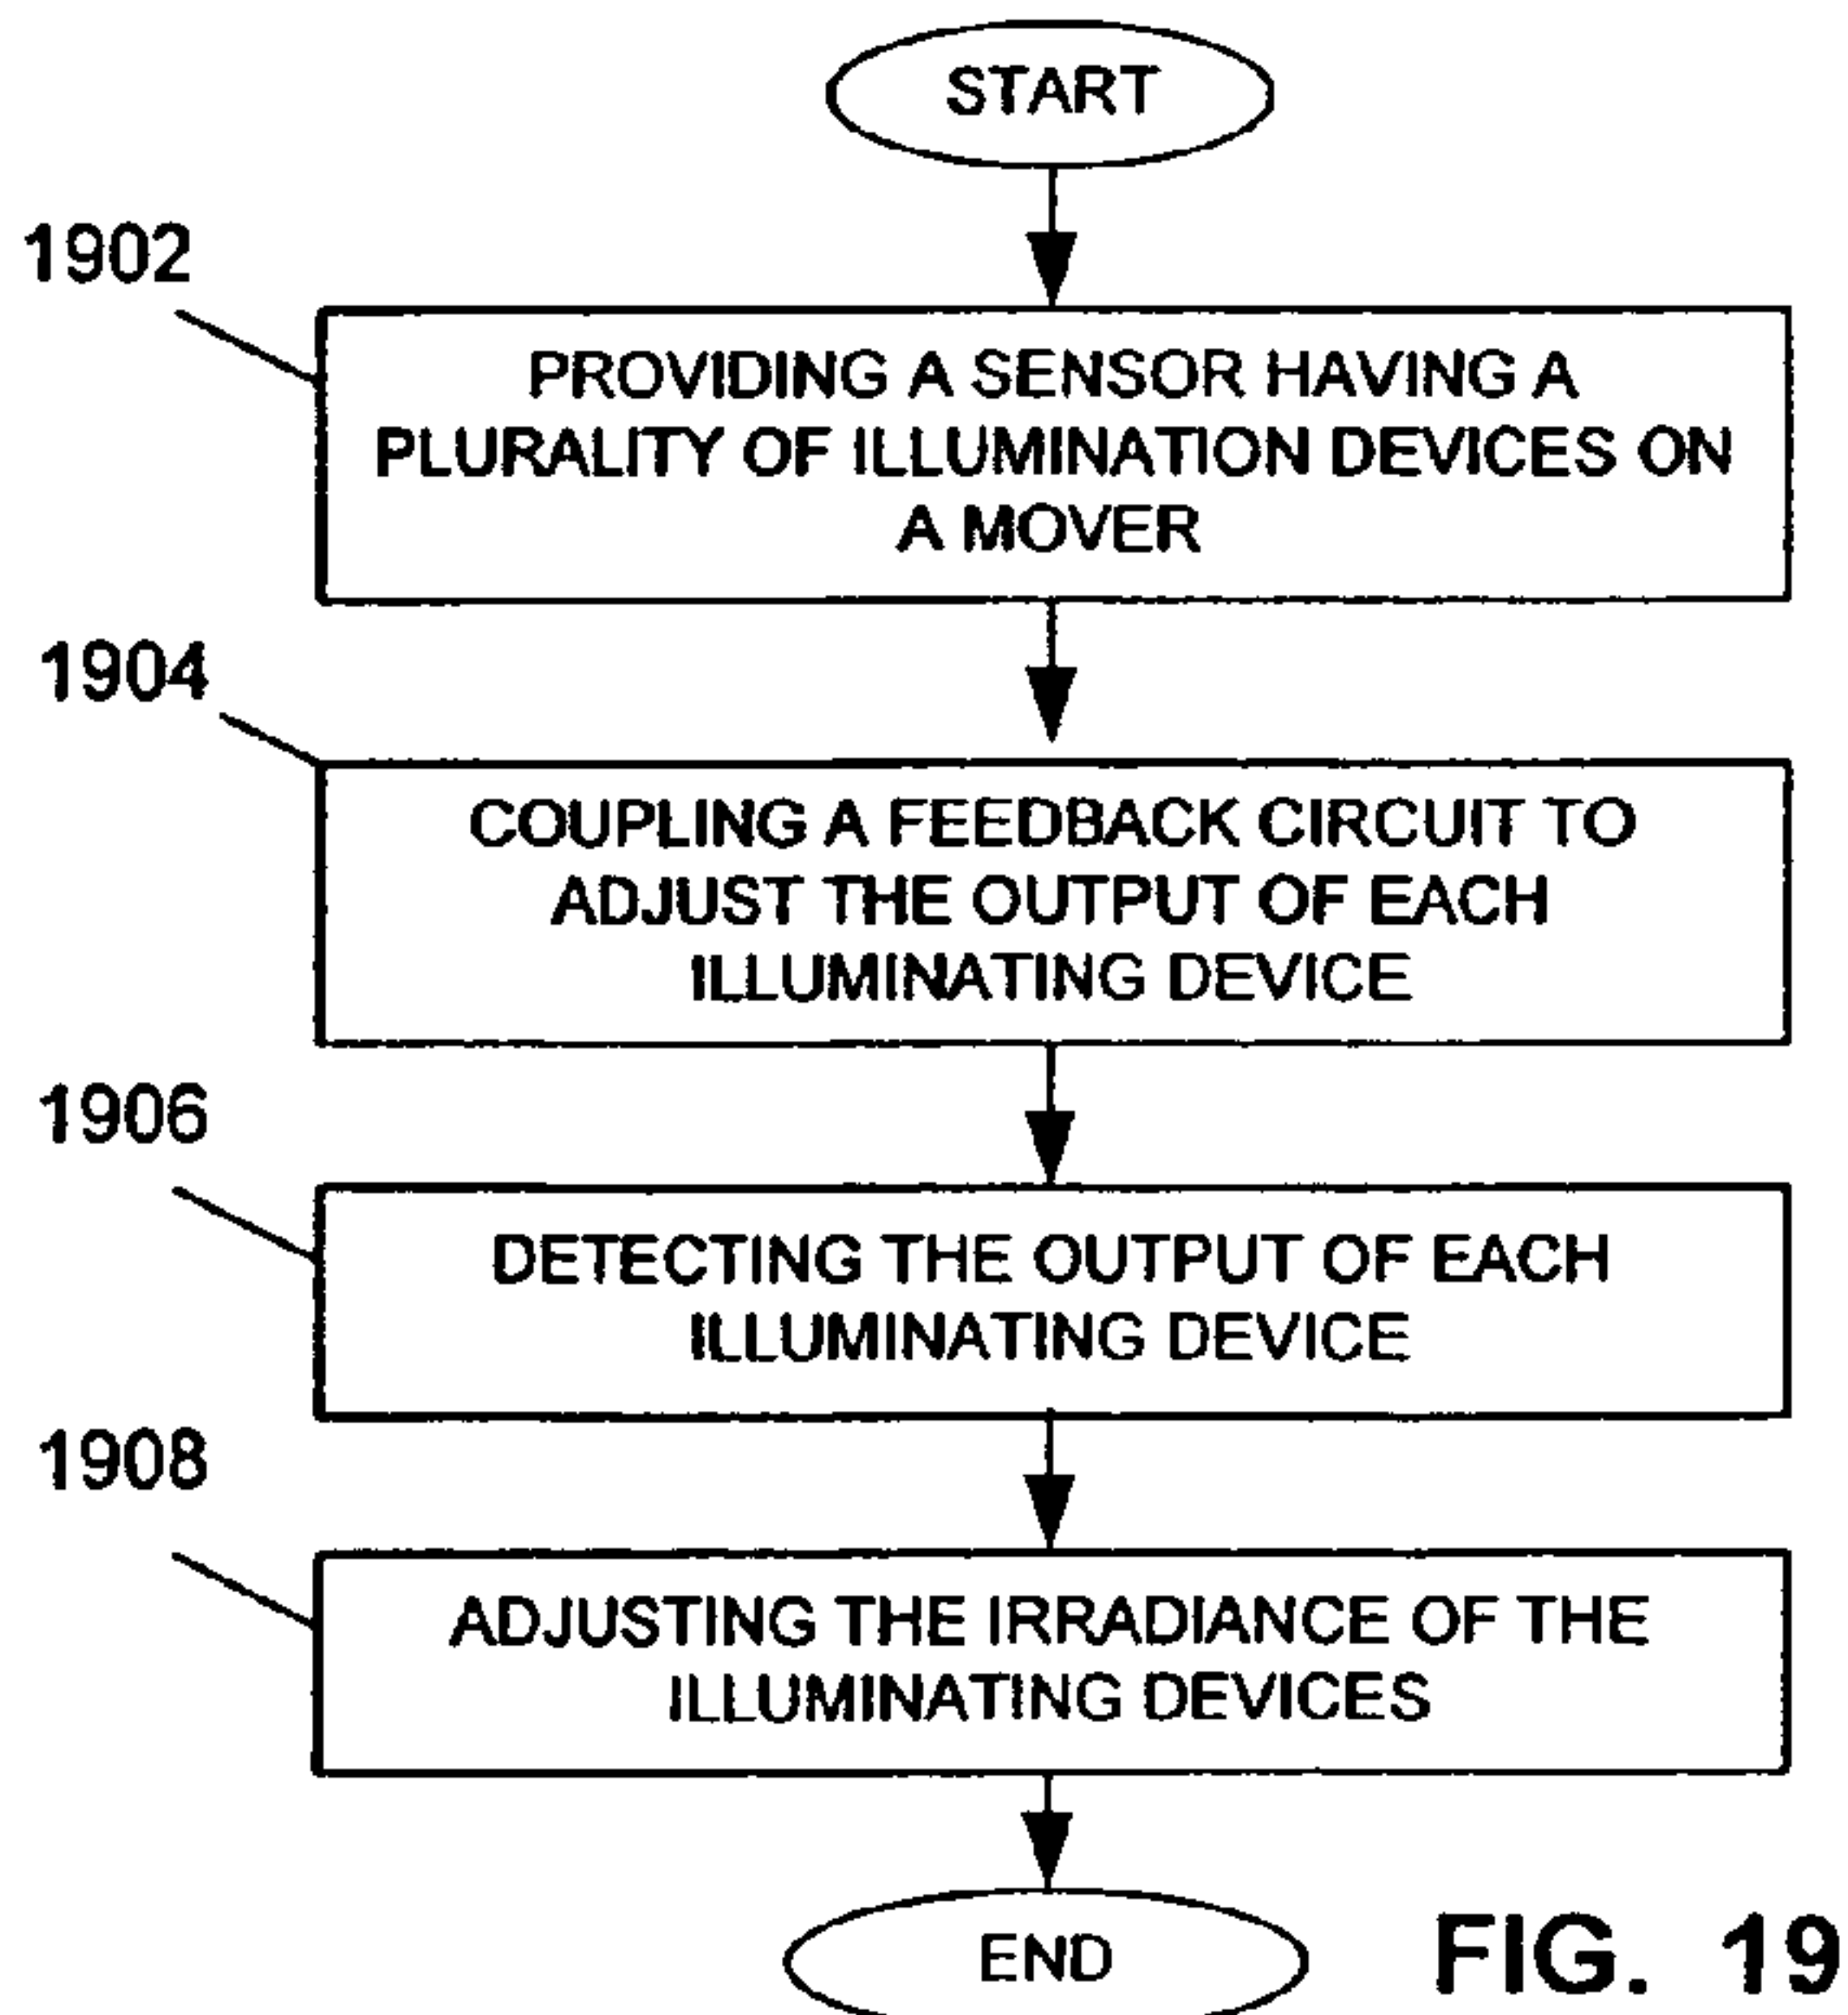 START
1902
PROVIDING A SENSOR HAVING A
PLURALITY OF ILLUMINATION DEVICES ON
A MOVER
1904
COUPLING A FEEDBACK CIRCUIT TO
ADJUST THE OUTPUT OF EACH
ILLUMINATING DEVICE
1906
DETECTING THE OUTPUT OF EACH
ILLUMINATING DEVICE
1908
ADJUSTING THE IRRADIANCE OF THE
ILLUMINATING DEVICES
END
FIG. 19